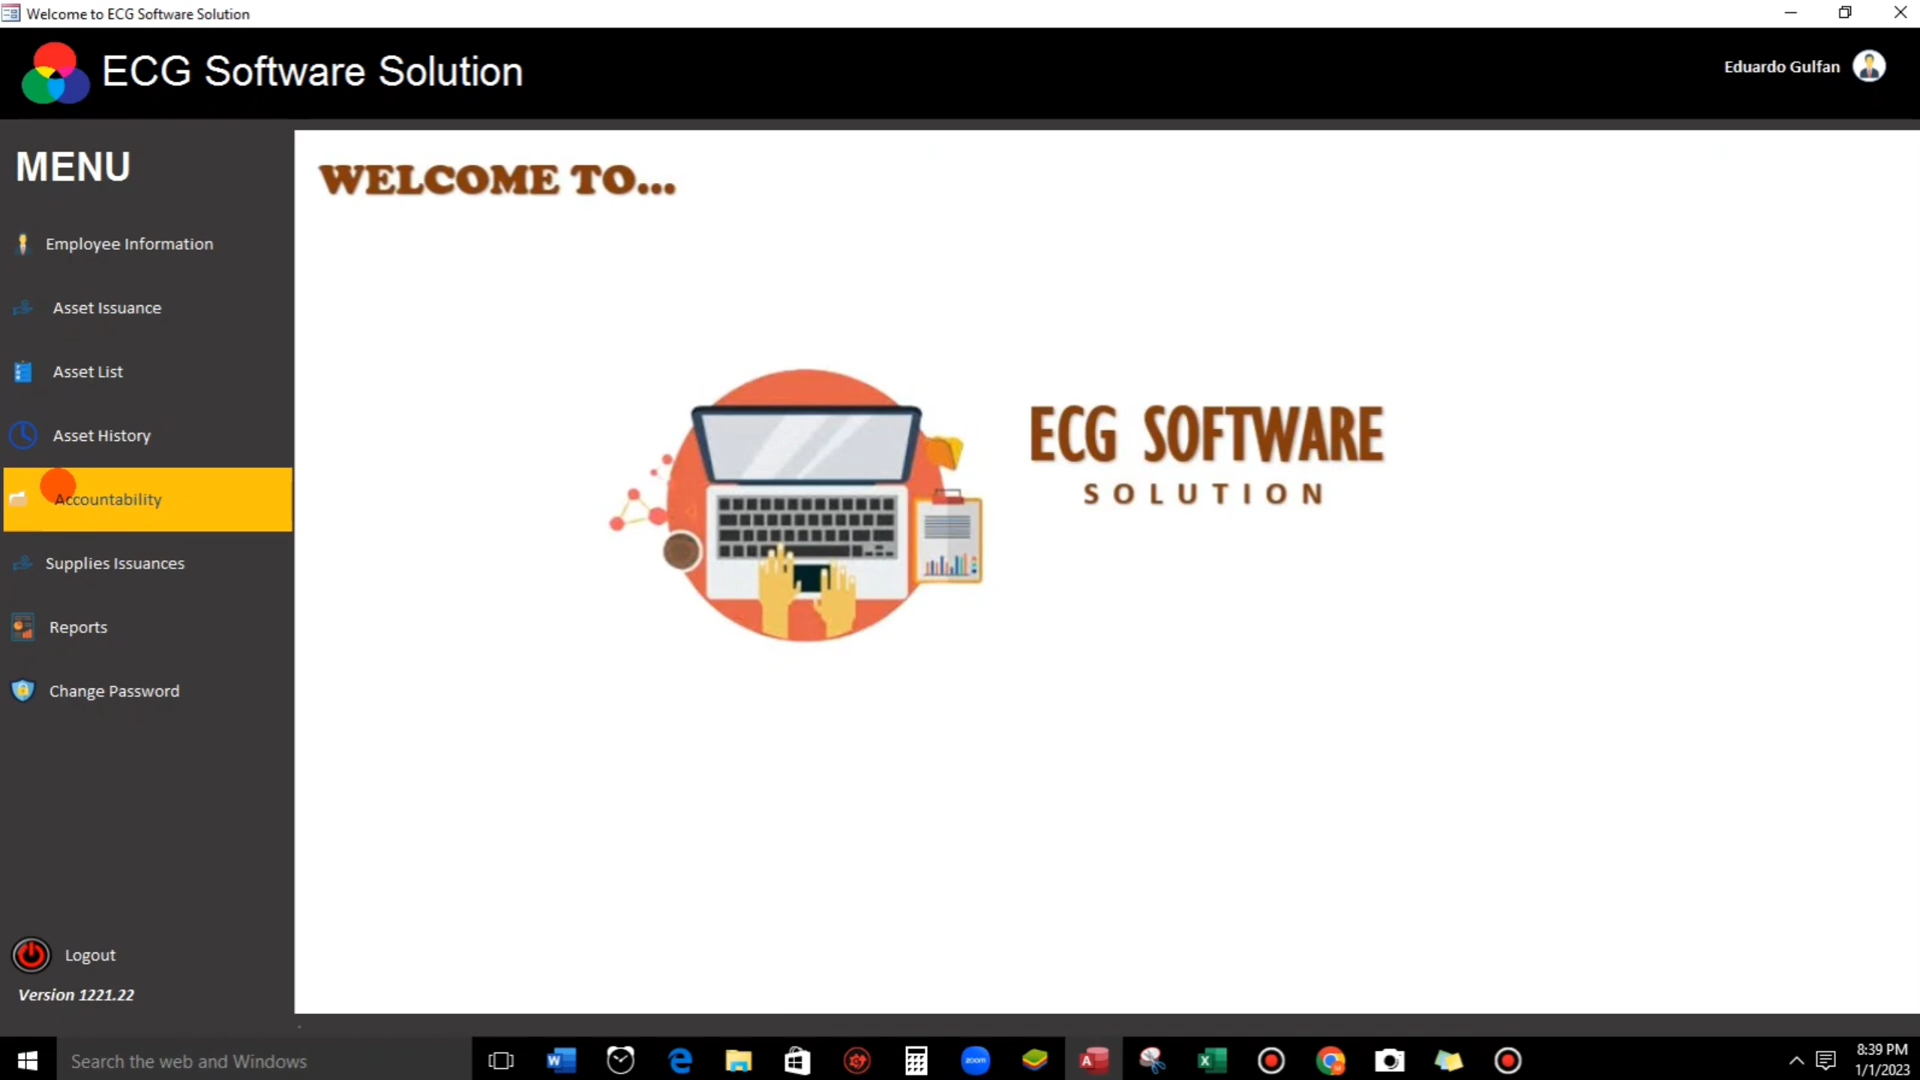 Welcome to ECG Software Solution
ECG Software Solution
Eduardo Gulfan
MENU
Employee Information
Asset Issuance
Asset List
Asset History
Accountability
Supplies Issuances
Reports
Change Password
Logout
Version 1221.22
WELCOME TO...
ECG SOFTWARE
SOLUTION
Search the web and Windows
zoom
8:39 PM
1/1/2023